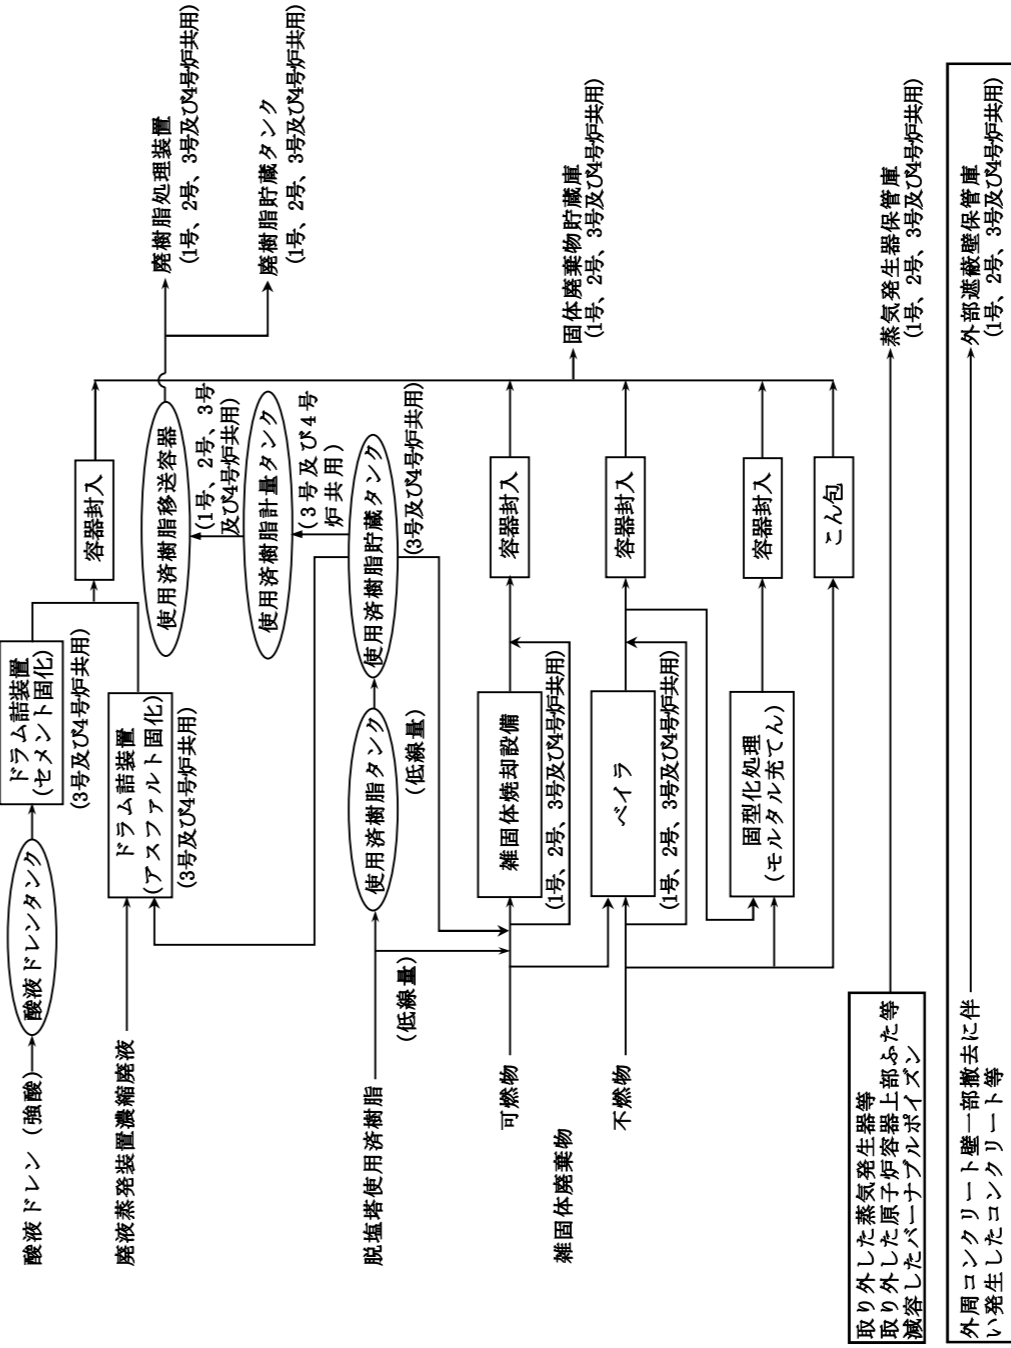 酸液ドレン（強酸）
酸液ドレンタンク
ドラム詰装置
(セメント固化)
(3号及び4号炉共用)
廃液蒸発装置濃縮廃液
ドラム詰装置
(アスファルト固化)
(3号及び4号炉共用)
容器封入
使用済樹脂移送容器
(1号、2号、3号
及び4号炉共用)
廃樹脂処理装置
(1号、2号、3号及び4号炉共用)
使用済樹脂計量タンク
(3号及び4号
炉共用)
廃樹脂貯蔵タンク
(1号、2号、3号及び4号炉共用)
脱塩塔使用済樹脂
使用済樹脂タンク
使用済樹脂貯蔵タンク
(3号及び4号炉共用)
(低線量)
(低線量)
雑固体廃棄物
可燃物
雑固体焼却設備
(1号、2号、3号及び4号炉共用)
容器封入
固体廃棄物貯蔵庫
(1号、2号、3号及び4号炉共用)
不燃物
ベイラ
(1号、2号、3号及び4号炉共用)
容器封入
固型化処理
(モルタル充てん)
容器封入
こん包
取り外した蒸気発生器等
取り外した原子炉容器上部ふた等
減容したバーナブルポイズン
蒸気発生器保管庫
(1号、2号、3号及び4号炉共用)
外周コンクリート壁一部撤去に伴
い発生したコンクリート等
外部遮蔽壁保管庫
(1号、2号、3号及び4号炉共用)